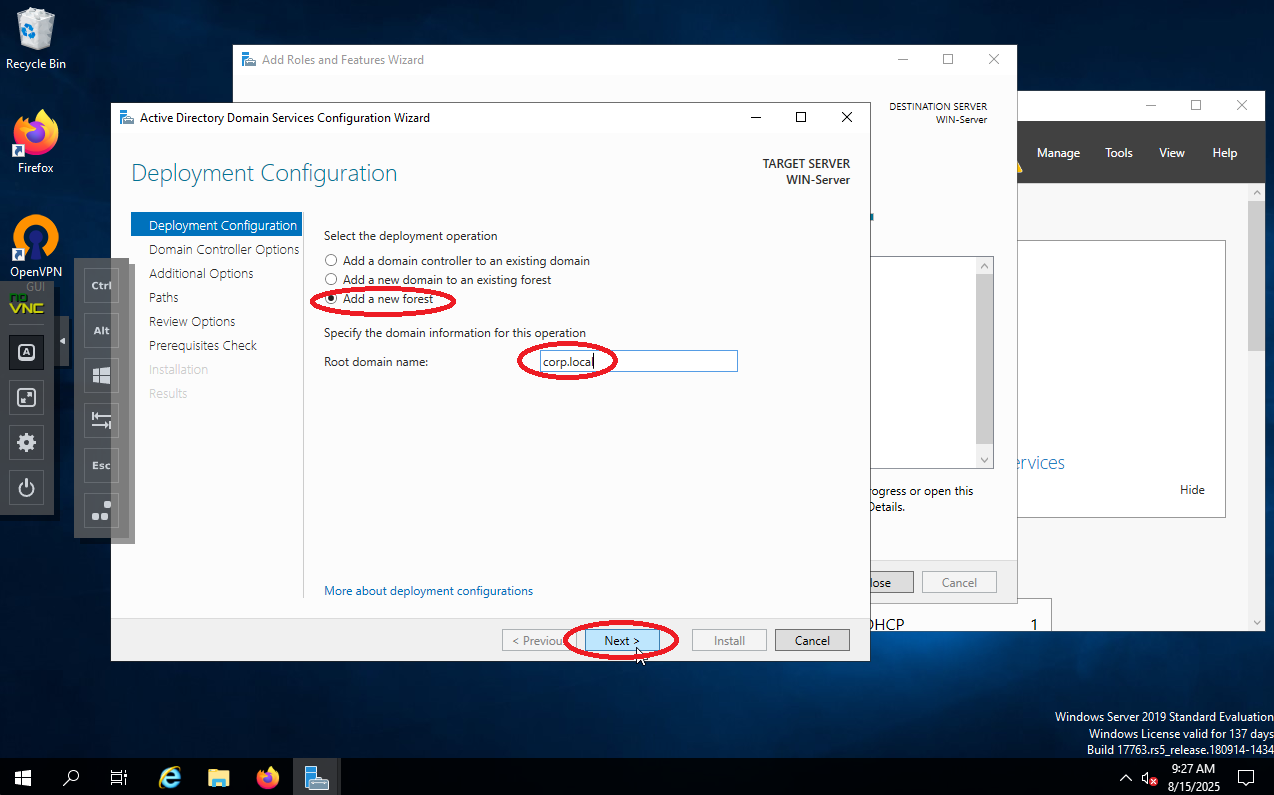 Recycle Bin
Firefox
OpenVPN
GUI
no
VNC
A
Ctrl
Alt
Esc
Add Roles and Features Wizard
DESTINATION SERVER
WIN-Server
Manage
Tools
View
Help
Active Directory Domain Services Configuration Wizard
Deployment Configuration
TARGET SERVER
WIN-Server
Deployment Configuration
Domain Controller Options
Additional Options
Paths
Review Options
Prerequisites Check
Installation
Results
Select the deployment operation
Add a domain controller to an existing domain
Add a new domain to an existing forest
Add a new forest
Specify the domain information for this operation
Root domain name:
corp.local
More about deployment configurations
< Previou
Next >
Install
Cancel
ervices
Hide
rogress or open this
Details.
lose
Cancel
DHCP
1
Windows Server 2019 Standard Evaluation
Windows License valid for 137 days
Build 17763.rs5_release.180914-1434
9:27 AM
8/15/2025